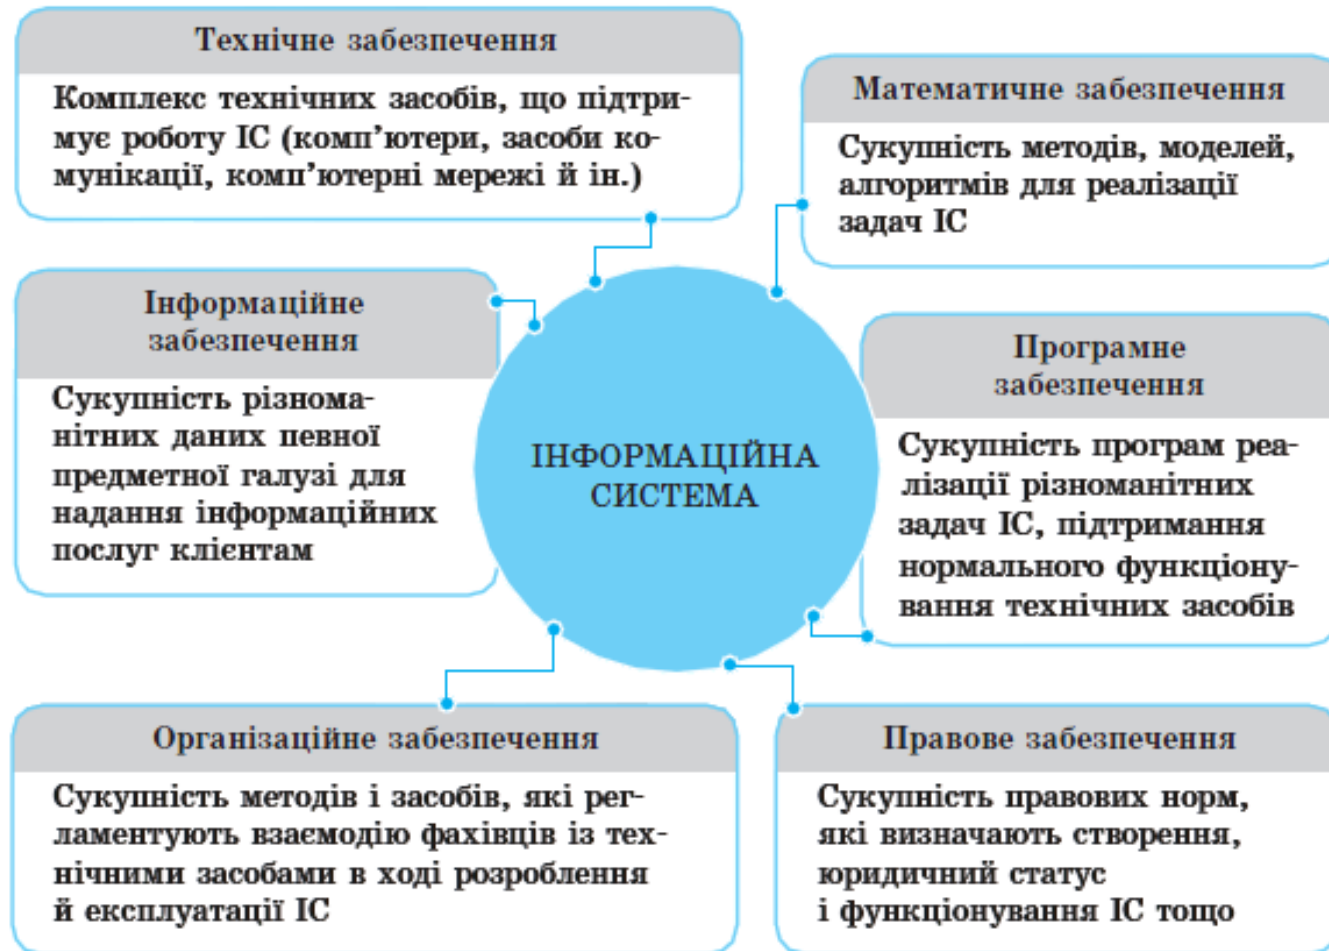 Технічне забезпечення
Комплекс технічних засобів, що підтри-
мує роботу ІС (комп’ютери, засоби ко-
мунікації, комп’ютерні мережі й ін.)
Математичне забезпечення
Сукупність методів, моделей,
алгоритмів для реалізації
задач ІС
Інформаційне
забезпечення
Сукупність різнома-
нітних даних певної
предметної галузі для
надання інформаційних
послуг клієнтам
ІНФОРМАЦІЙНА
СИСТЕМА
Програмне
забезпечення
Сукупність програм реа-
лізації різноманітних
задач ІС, підтримання
нормального функціону-
вання технічних засобів
Організаційне забезпечення
Сукупність методів і засобів, які рег-
ламентують взаємодію фахівців із тех-
нічними засобами в ході розроблення
й експлуатації ІС
Правове забезпечення
Сукупність правових норм,
які визначають створення,
юридичний статус
і функціонування ІС тощо